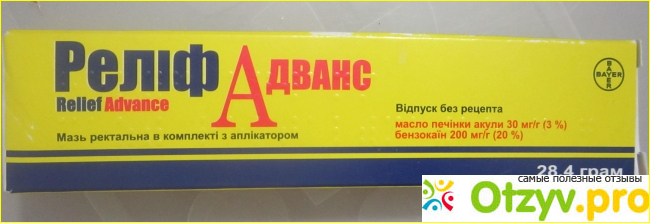 Реліф АДВАНС
Relief Advance
BAYER
BAYER
Відпуск без рецепта
масло печінки акули 30 мг/г (3 %)
бензокаїн 200 мг/г (20 %)
Мазь ректальна в комплекті з аплікатором
28,4 грам
самые полезные отзывы
Otzyv.pro